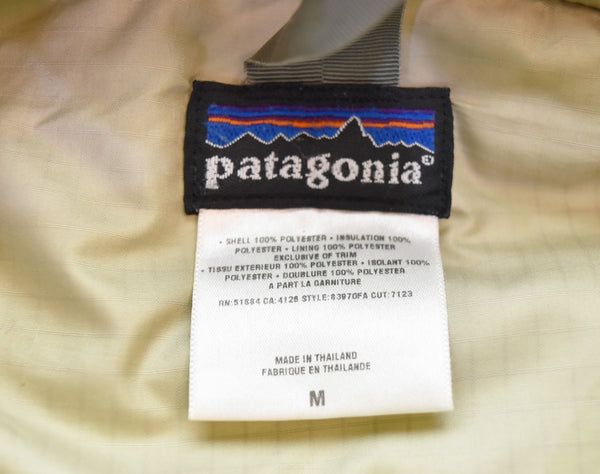 patagonia®
• SHELL 100% POLYESTER • INSULATION 100%
POLYESTER • LINING 100% POLYESTER
EXCLUSIVE OF TRIM
• TISSU EXTERIEUR 100% POLYESTER • ISOLANT 100%
POLYESTER • DOUBLURE 100% POLYESTER
A PART LA GARNITURE
RN:51884 CA:4126 STYLE:83970FA CUT:7123
MADE IN THAILAND
FABRIQUE EN THAILANDE
M